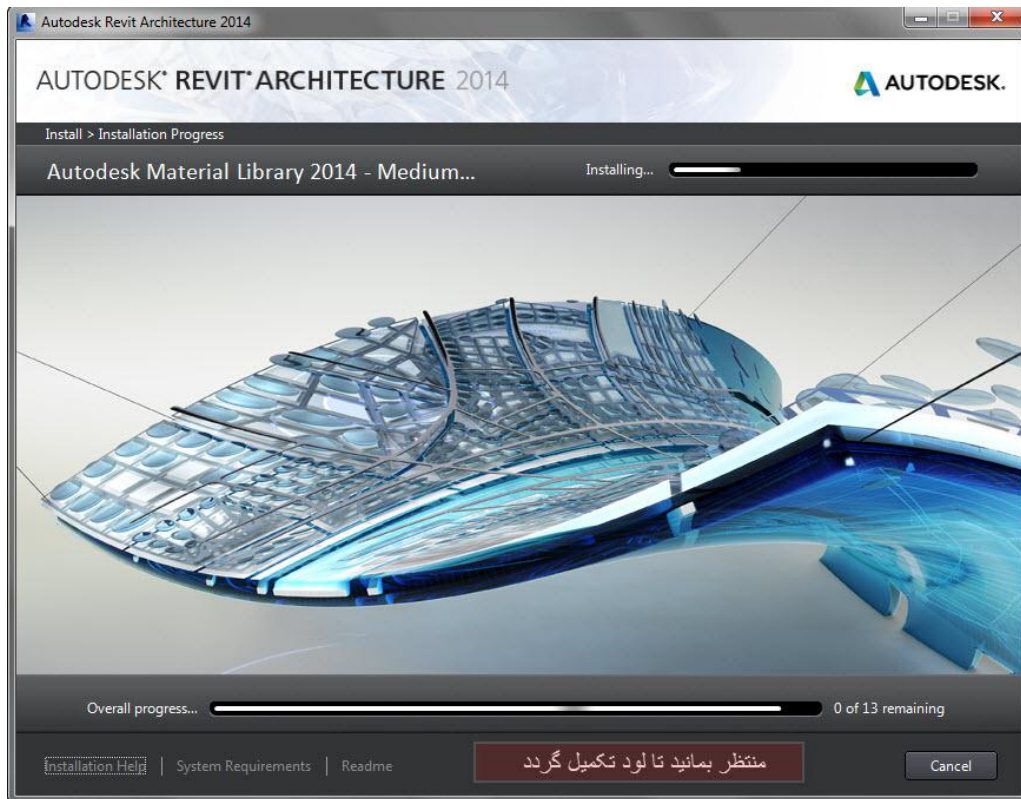 Autodesk Revit Architecture 2014
AUTODESK® REVIT® ARCHITECTURE 2014
AUTODESK.
Install > Installation Progress
Autodesk Material Library 2014 - Medium...
Installing...
Overall progress...
0 of 13 remaining
Installation Help | System Requirements | Readme
منتظر بمانید تا لود تکمیل گردد
Cancel